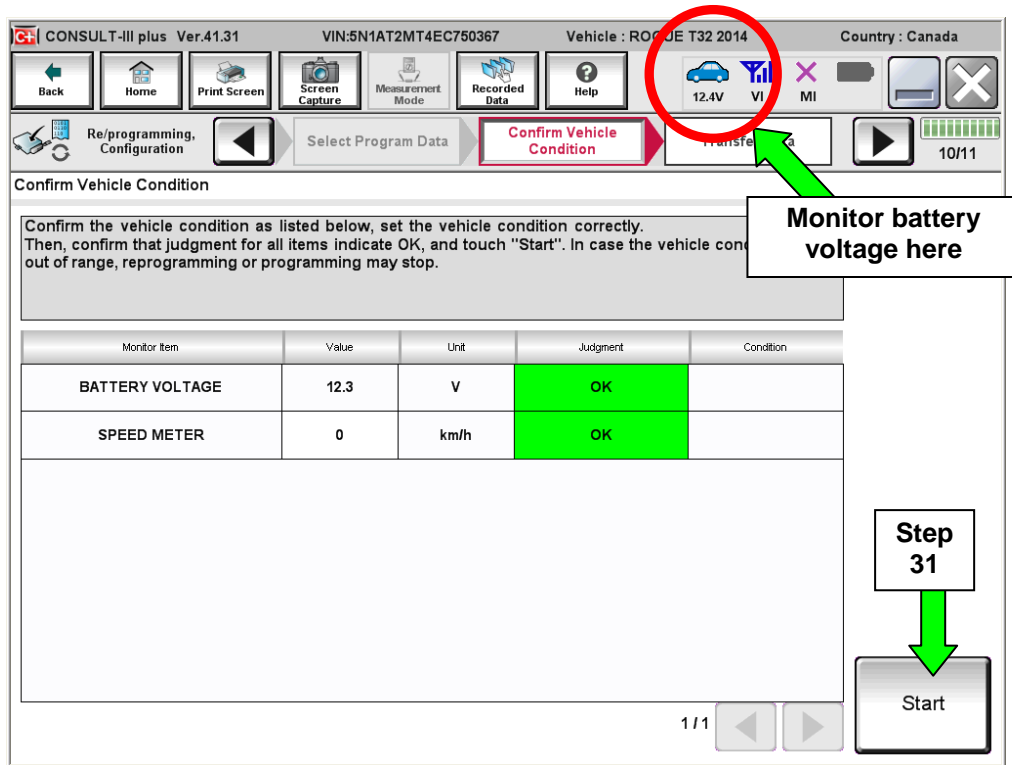 CONSULT-III plus Ver.41.31 VIN:5N1AT2MT4EC750367 Vehicle : ROGUE T32 2014 Country : Canada
Back
Home
Print Screen
Screen Capture
Measurement Mode
Recorded Data
Help
12.4V
VI
MI
Re/programming,
Configuration
Select Program Data
Confirm Vehicle
Condition
10/11
Confirm Vehicle Condition
Confirm the vehicle condition as listed below, set the vehicle condition correctly.
Then, confirm that judgment for all items indicate OK, and touch "Start". In case the vehicle
out of range, reprogramming or programming may stop.
Monitor battery
voltage here
Monitor Item Value Unit Judgment Condition
BATTERY VOLTAGE 12.3 V OK
SPEED METER 0 km/h OK
Step
31
1/1
Start